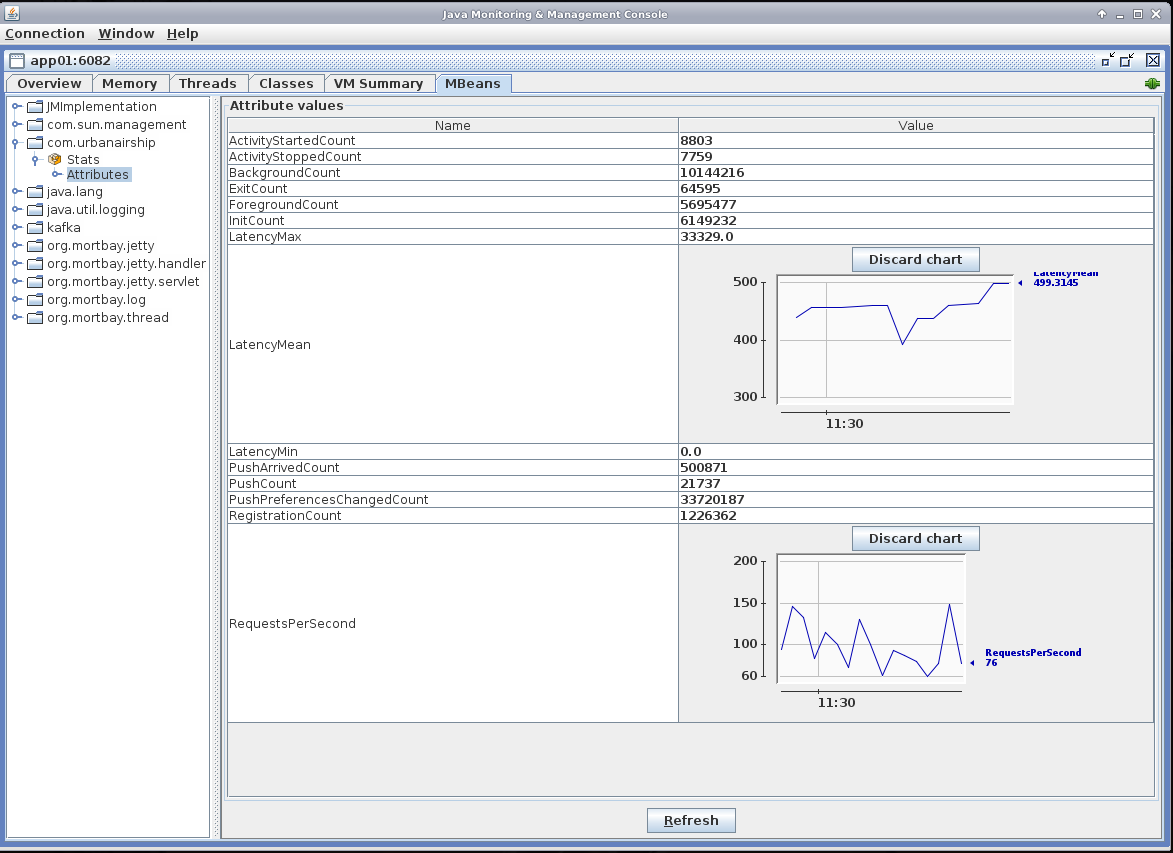 Java Monitoring & Management Console
Connection Window Help
app01:6082
Overview Memory Threads Classes VM Summary MBeans
JMImplementation
com.sun.management
com.urbanairship
Stats
Attributes
java.lang
java.util.logging
kafka
org.mortbay.jetty
org.mortbay.jetty.handler
org.mortbay.jetty.servlet
org.mortbay.log
org.mortbay.thread
Attribute values
Name Value
ActivityStartedCount 8803
ActivityStoppedCount 7759
BackgroundCount 10144216
ExitCount 64595
ForegroundCount 5695477
InitCount 6149232
LatencyMax 33329.0
LatencyMean
Discard chart
500
400
300
11:30
LatencyMean
499.3145
LatencyMin 0.0
PushArrivedCount 500871
PushCount 21737
PushPreferencesChangedCount 33720187
RegistrationCount 1226362
RequestsPerSecond
Discard chart
200
150
100
60
11:30
RequestsPerSecond
76
Refresh